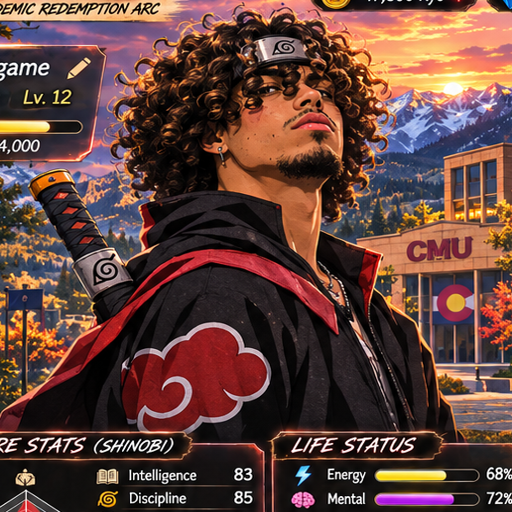 DEMIC REDEMPTION ARC
game
Lv. 12
4,000
CMU
RE STATS (SHINOBI)
Intelligence 83
Discipline 85
LIFE STATUS
Energy 68%
Mental 72%